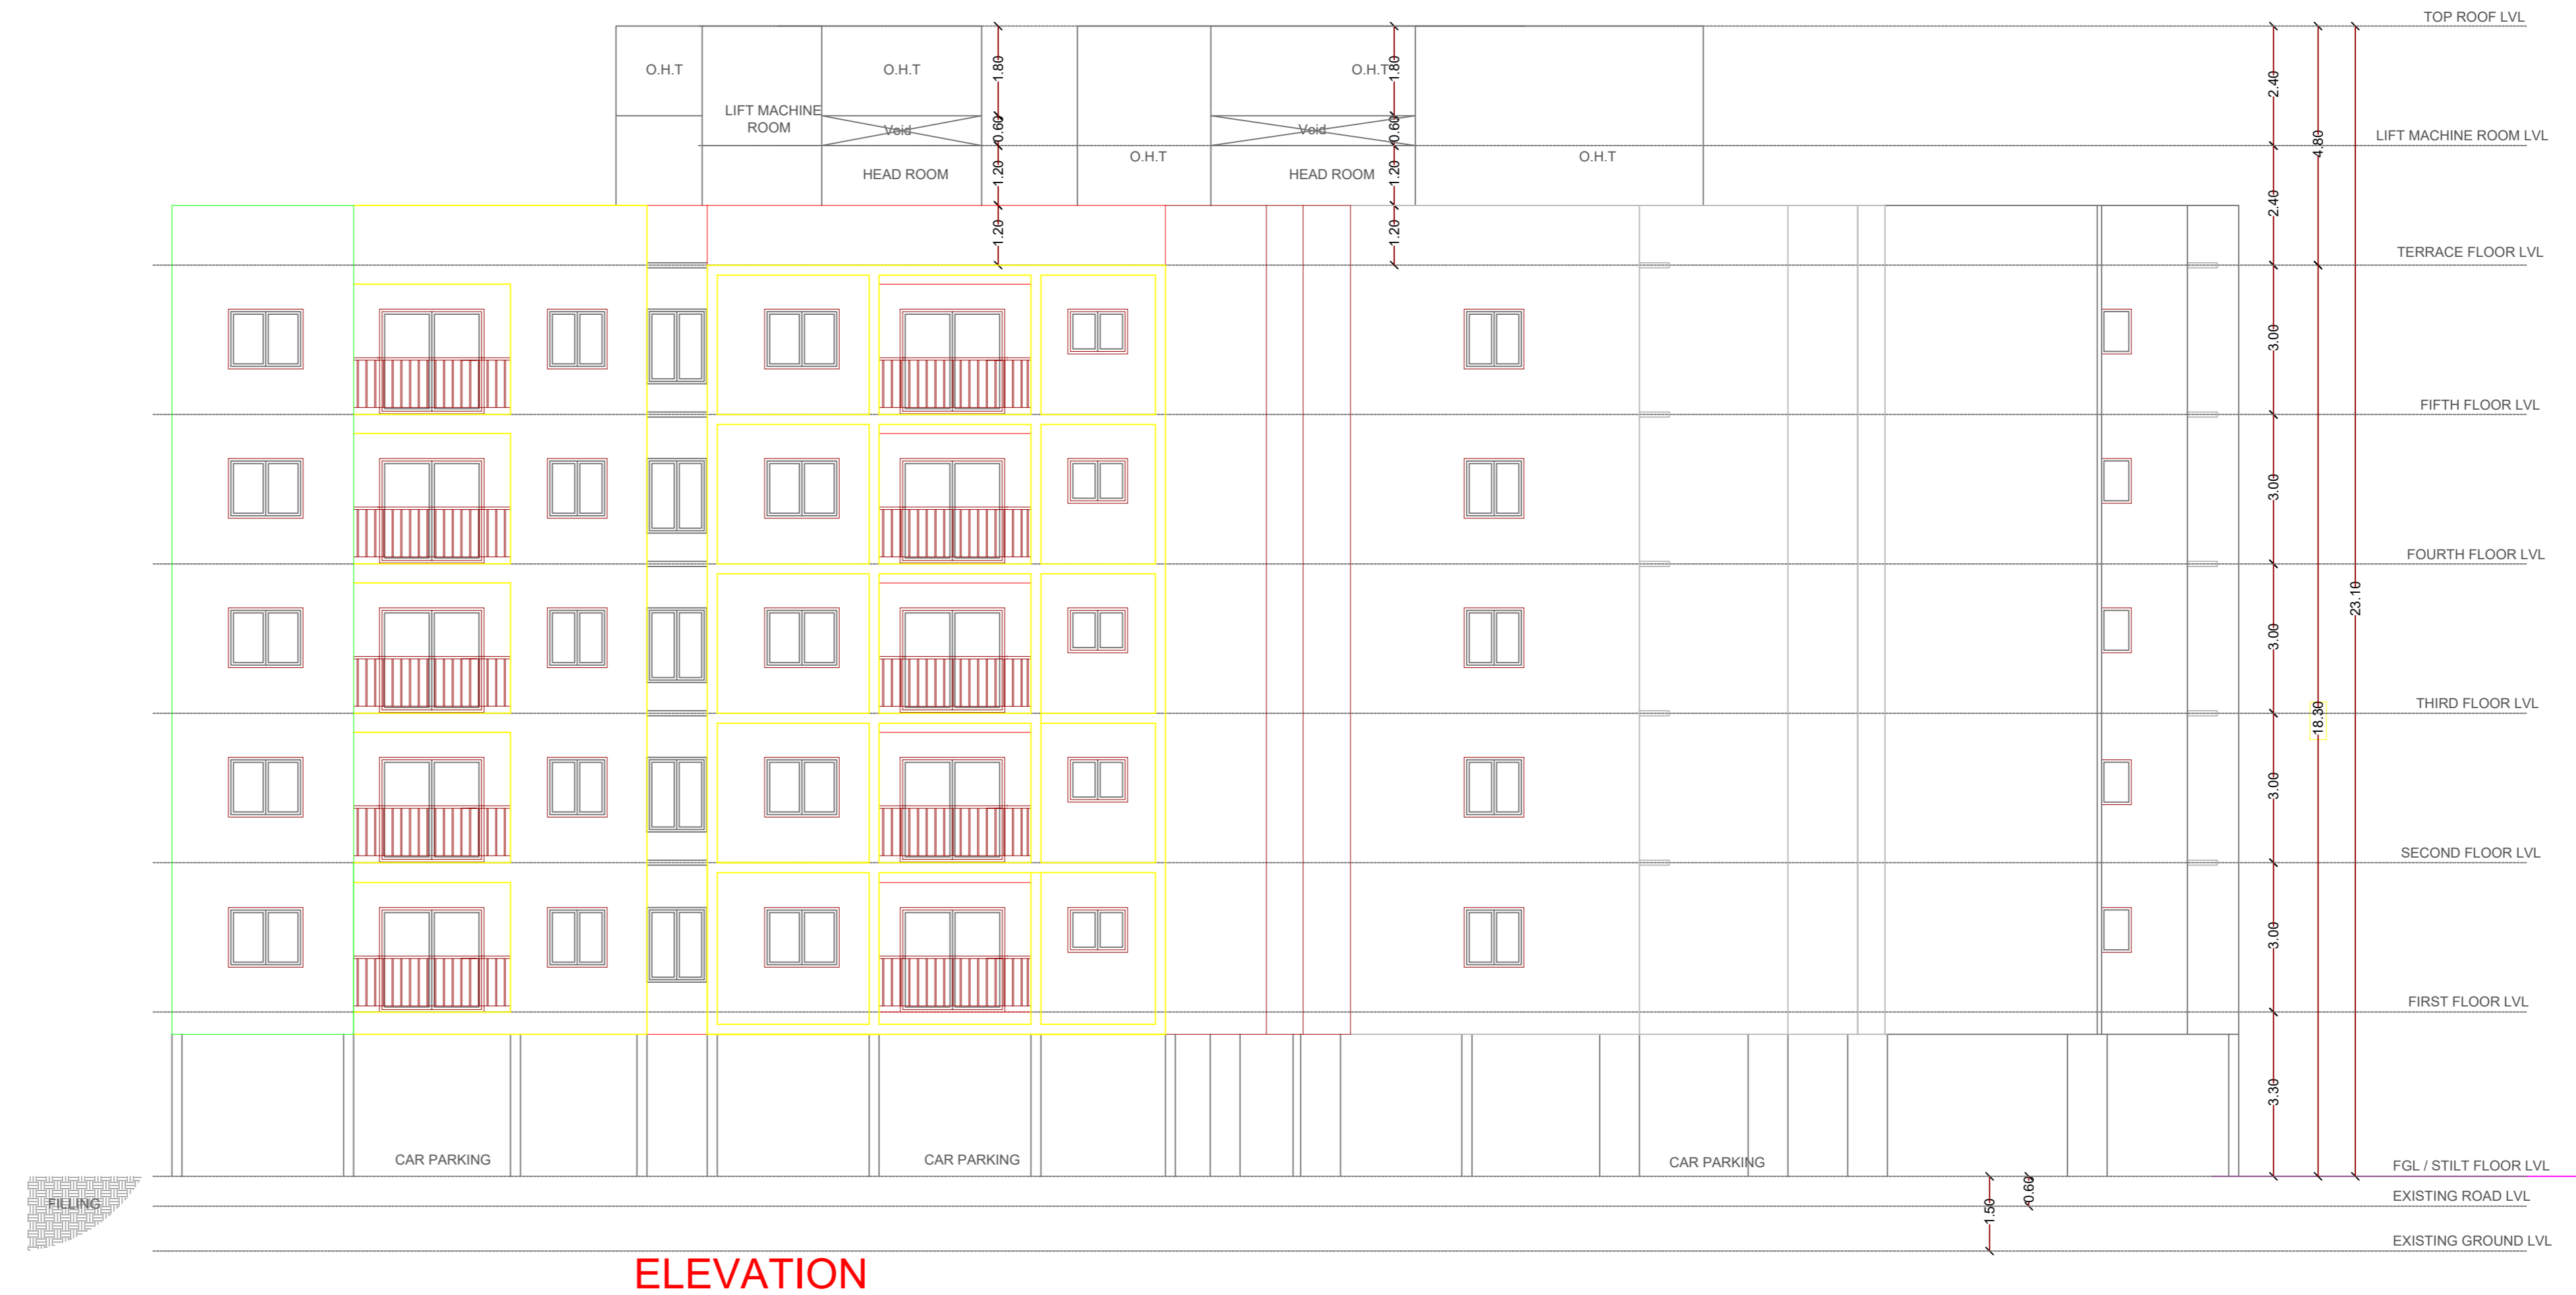 TOP ROOF LVL
O.H.T
O.H.T
1.80
O.H.T
1.80
2.40
LIFT MACHINE
ROOM
Void
0.60
Void
0.60
4.80
LIFT MACHINE ROOM LVL
O.H.T
O.H.T
HEAD ROOM
1.20
HEAD ROOM
1.20
2.40
1.20
1.20
TERRACE FLOOR LVL
3.00
FIFTH FLOOR LVL
3.00
FOURTH FLOOR LVL
23.10
3.00
THIRD FLOOR LVL
18.30
3.00
SECOND FLOOR LVL
3.00
FIRST FLOOR LVL
3.30
CAR PARKING
CAR PARKING
CAR PARKING
FGL / STILT FLOOR LVL
FILLING
0.60
EXISTING ROAD LVL
1.50
EXISTING GROUND LVL
ELEVATION